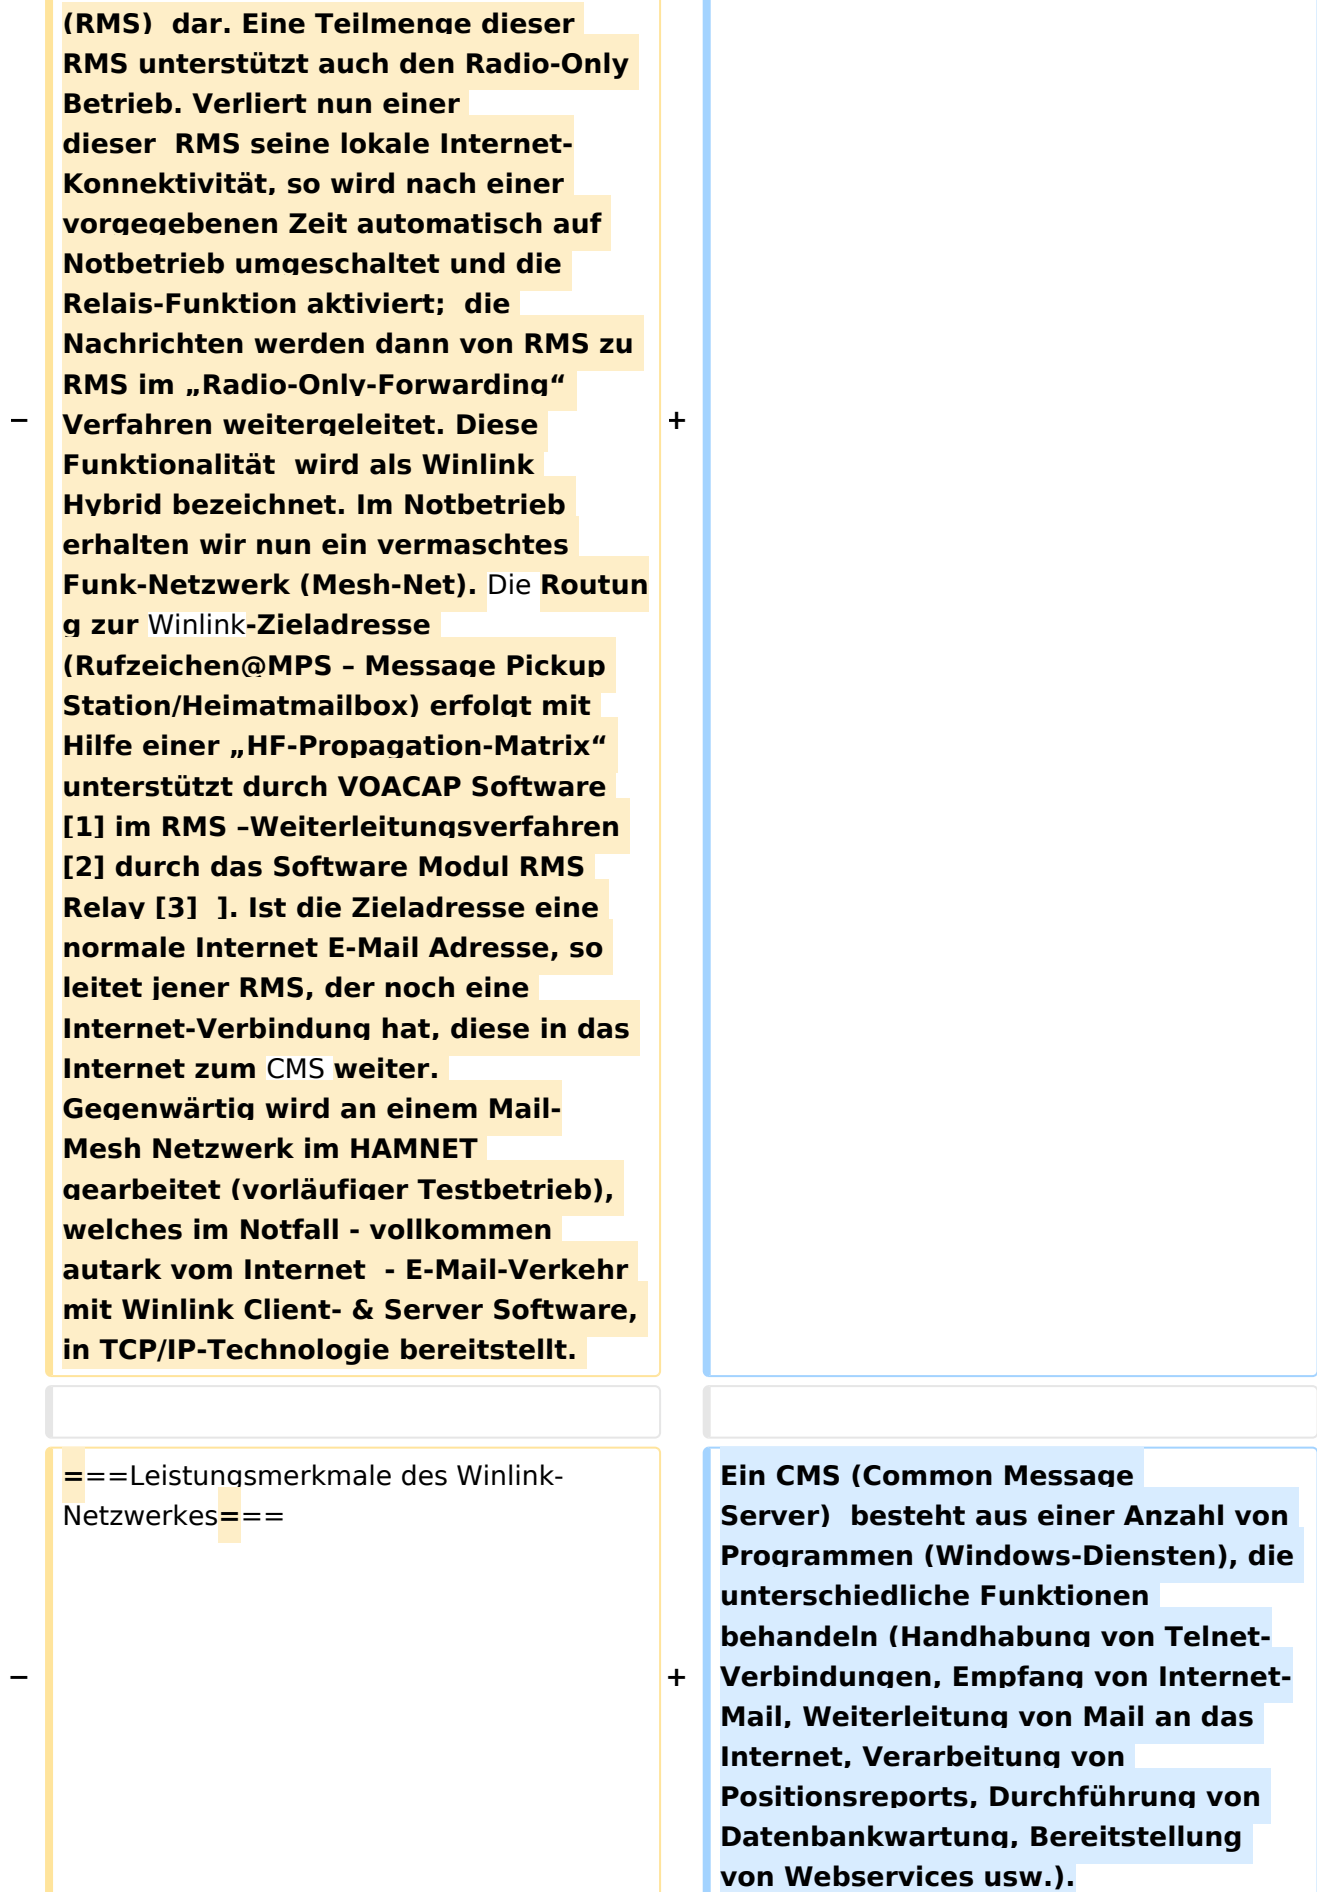 (RMS)  dar. Eine Teilmenge dieser
RMS unterstützt auch den Radio-Only
Betrieb. Verliert nun einer
dieser  RMS seine lokale Internet-
Konnektivität, so wird nach einer
vorgegebenen Zeit automatisch auf
Notbetrieb umgeschaltet und die
Relais-Funktion aktiviert;  die
Nachrichten werden dann von RMS zu
RMS im „Radio-Only-Forwarding“
− Verfahren weitergeleitet. Diese
Funktionalität  wird als Winlink
Hybrid bezeichnet. Im Notbetrieb
erhalten wir nun ein vermaschtes
Funk-Netzwerk (Mesh-Net). Die Routun
g zur Winlink-Zieladresse
(Rufzeichen@MPS – Message Pickup
Station/Heimatmailbox) erfolgt mit
Hilfe einer „HF-Propagation-Matrix“
unterstützt durch VOACAP Software
[1] im RMS –Weiterleitungsverfahren
[2] durch das Software Modul RMS
Relay [3]  ]. Ist die Zieladresse eine
normale Internet E-Mail Adresse, so
leitet jener RMS, der noch eine
Internet-Verbindung hat, diese in das
Internet zum CMS weiter.
Gegenwärtig wird an einem Mail-
Mesh Netzwerk im HAMNET
gearbeitet (vorläufiger Testbetrieb),
welches im Notfall - vollkommen
autark vom Internet  - E-Mail-Verkehr
mit Winlink Client- & Server Software,
in TCP/IP-Technologie bereitstellt.
+
− ===Leistungsmerkmale des Winlink-
Netzwerkes===
Ein CMS (Common Message
Server)  besteht aus einer Anzahl von
Programmen (Windows-Diensten), die
unterschiedliche Funktionen
behandeln (Handhabung von Telnet-
+ Verbindungen, Empfang von Internet-
Mail, Weiterleitung von Mail an das
Internet, Verarbeitung von
Positionsreports, Durchführung von
Datenbankwartung, Bereitstellung
von Webservices usw.).